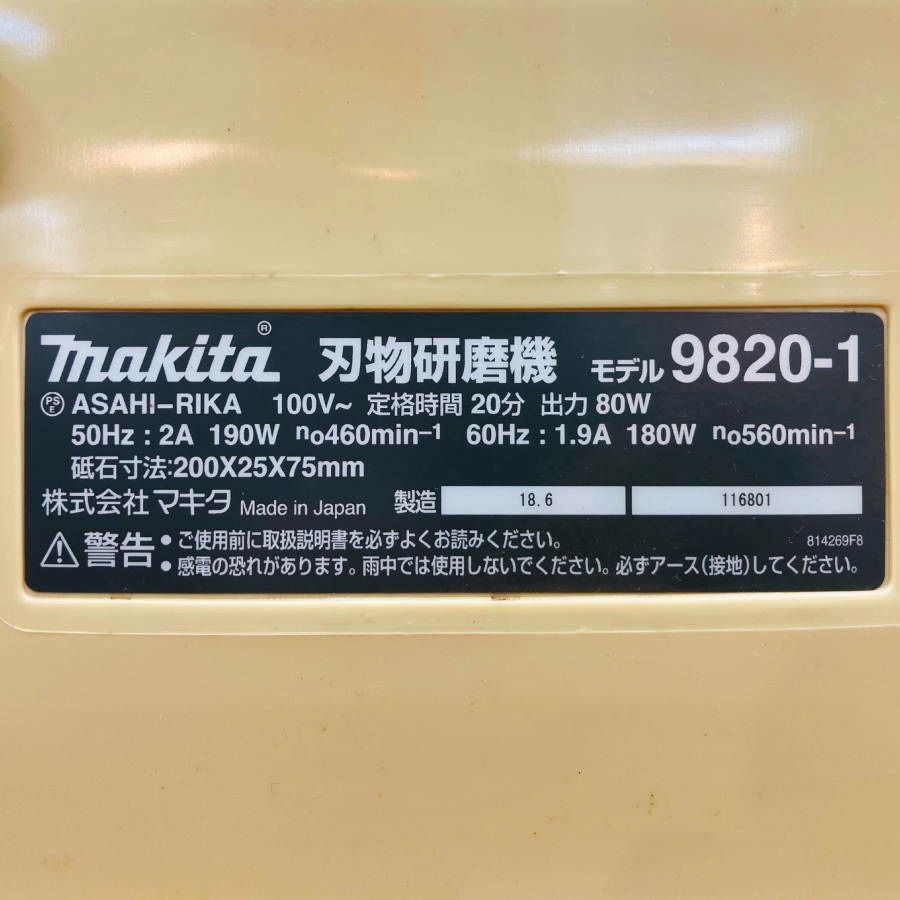 makita® 刃物研磨機 モデル 9820-1
PSE ASAHI-RIKA 100V~ 定格時間 20分 出力 80W
50Hz : 2A 190W no460min-1 60Hz : 1.9A 180W no560min-1
砥石寸法:200X25X75mm
株式会社 マキタ Made in Japan 製造 18.6 116801
警告 •ご使用前に取扱説明書を必ずよくお読みください。 814269F8
•感電の恐れがあります。雨中では使用しないでください。必ずアース(接地)してください。